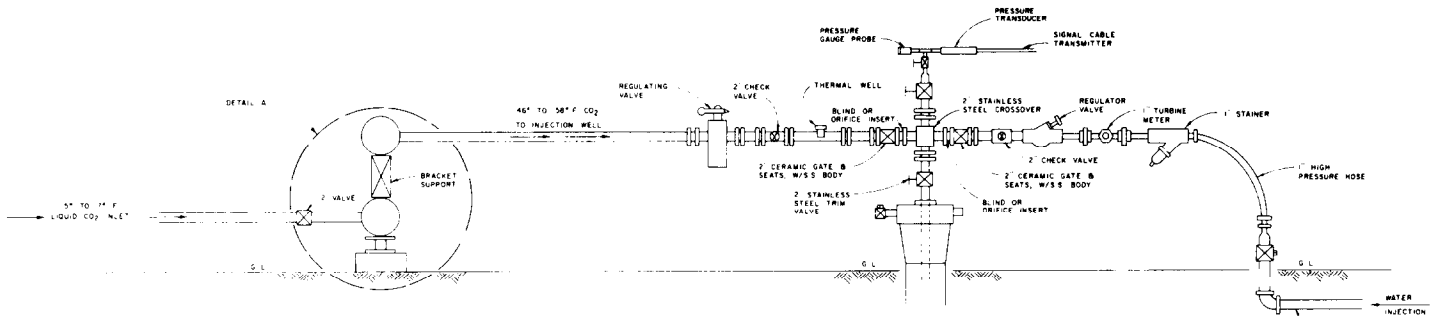 PRESSURE
TRANSDUCER
PRESSURE
GAUGE PROBE
SIGNAL CABLE
TRANSMITTER
DETAIL A
46° TO 58° F CO₂
TO INJECTION WELL
REGULATING
VALVE
2" CHECK
VALVE
THERMAL WELL
BLIND OR
ORIFICE INSERT
2" STAINLESS
STEEL CROSSOVER
REGULATOR
VALVE
1" TURBINE
METER
1" STAINER
2" CERAMIC GATE &
SEATS, W/S S BODY
2" CHECK VALVE
2" CERAMIC GATE &
SEATS, W/S S BODY
1" HIGH
PRESSURE HOSE
BRACKET
SUPPORT
2" VALVE
2" STAINLESS
STEEL TRIM
VALVE
BLIND OR
ORIFICE INSERT
5° TO 7° F
LIQUID CO₂ INLET
G L
G L
G L
WATER
INJECTION